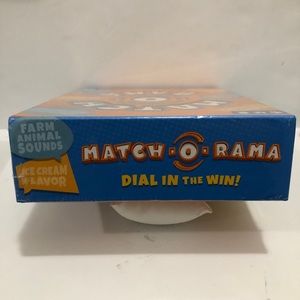 FARM
ANIMAL
SOUNDS
ICE CREAM
FLAVOR
MATCH·O·RAMA
DIAL IN THE WIN!